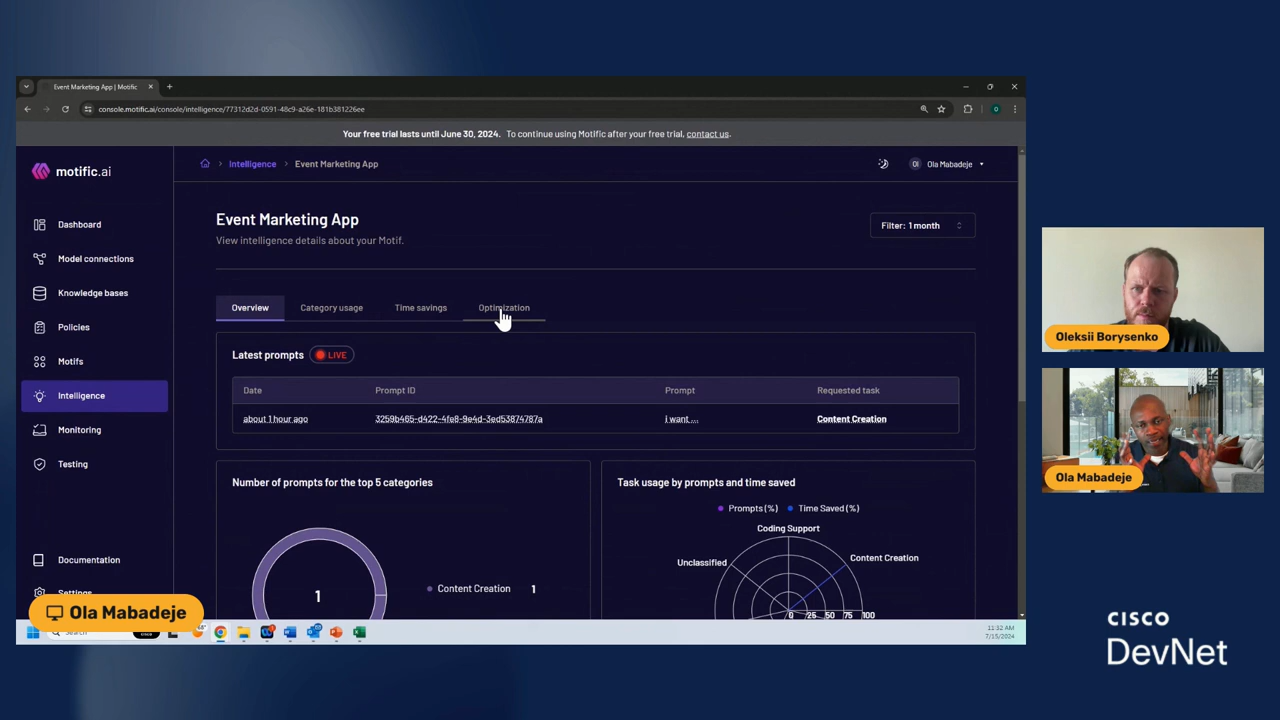 Event Marketing App | Motific
console.motific.ai/console/intelligence/77312d2d-0591-48c9-a26e-181b381226ee
Your free trial lasts until June 30, 2024. To continue using Motific after your free trial, contact us.
motific.ai
Intelligence > Event Marketing App
OI Ola Mabadeje
Dashboard
Model connections
Knowledge bases
Policies
Motifs
Intelligence
Monitoring
Testing
Documentation
Settings
Event Marketing App
View intelligence details about your Motif.
Filter: 1 month
Overview Category usage Time savings Optimization
Latest prompts LIVE
Date Prompt ID Prompt Requested task
about 1 hour ago 3259b465-d422-4fe8-9e4d-3ed53874787a i want ... Content Creation
Number of prompts for the top 5 categories
1
Content Creation 1
Task usage by prompts and time saved
Prompts (%) Time Saved (%)
Coding Support
Unclassified
Content Creation
0 25 50 75 100
Ola Mabadeje
Search
11:32 AM
7/15/2024
Oleksii Borysenko
Ola Mabadeje
CISCO
DevNet